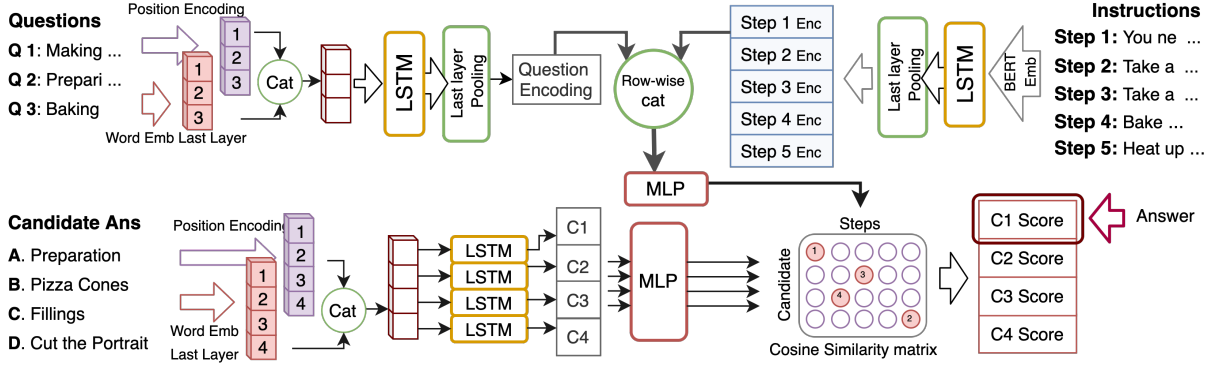 Questions
Q 1: Making ...
Q 2: Prepari ...
Q 3: Baking
Position Encoding
1
2
3
1
2
3
Word Emb Last Layer
Cat
LSTM
Last layer
Pooling
Question
Encoding
Row-wise
cat
Step 1 Enc
Step 2 Enc
Step 3 Enc
Step 4 Enc
Step 5 Enc
Last layer
Pooling
LSTM
BERT
Emb
Instructions
Step 1: You ne ...
Step 2: Take a ...
Step 3: Take a ...
Step 4: Bake ...
Step 5: Heat up ...
MLP
Candidate Ans
A. Preparation
B. Pizza Cones
C. Fillings
D. Cut the Portrait
Position Encoding
1
2
3
4
1
2
3
4
Word Emb
Last Layer
Cat
LSTM
LSTM
LSTM
LSTM
C1
C2
C3
C4
MLP
Steps
Candidate
1
3
4
2
Cosine Similarity matrix
C1 Score
C2 Score
C3 Score
C4 Score
Answer